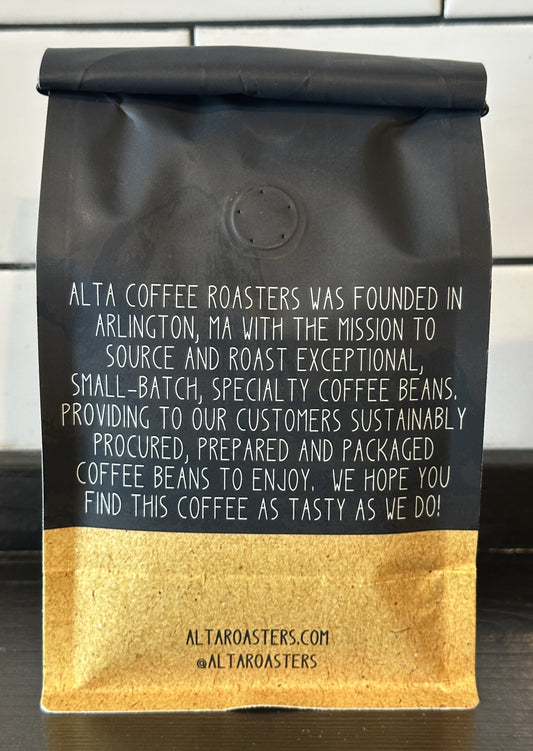 ALTA COFFEE ROASTERS WAS FOUNDED IN
ARLINGTON, MA WITH THE MISSION TO
SOURCE AND ROAST EXCEPTIONAL,
SMALL-BATCH, SPECIALTY COFFEE BEANS.
PROVIDING TO OUR CUSTOMERS SUSTAINABLY
PROCURED, PREPARED AND PACKAGED
COFFEE BEANS TO ENJOY. WE HOPE YOU
FIND THIS COFFEE AS TASTY AS WE DO!
ALTAROASTERS.COM
@ALTAROASTERS